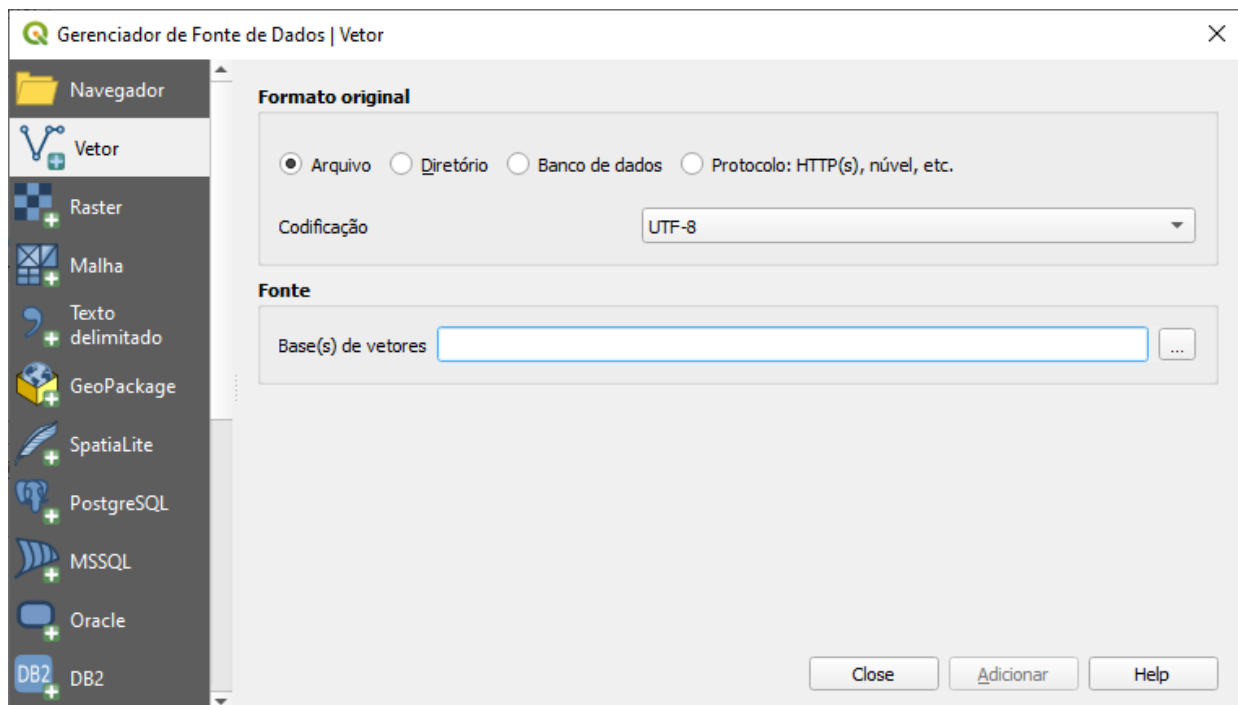 Gerenciador de Fonte de Dados | Vetor
Navegador
Vetor
Raster
Malha
Texto
delimitado
GeoPackage
SpatiaLite
PostgreSQL
MSSQL
Oracle
DB2
DB2
Formato original
Arquivo Diretório Banco de dados Protocolo: HTTP(s), núvel, etc.
Codificação UTF-8
Fonte
Base(s) de vetores ...
Close Adicionar Help